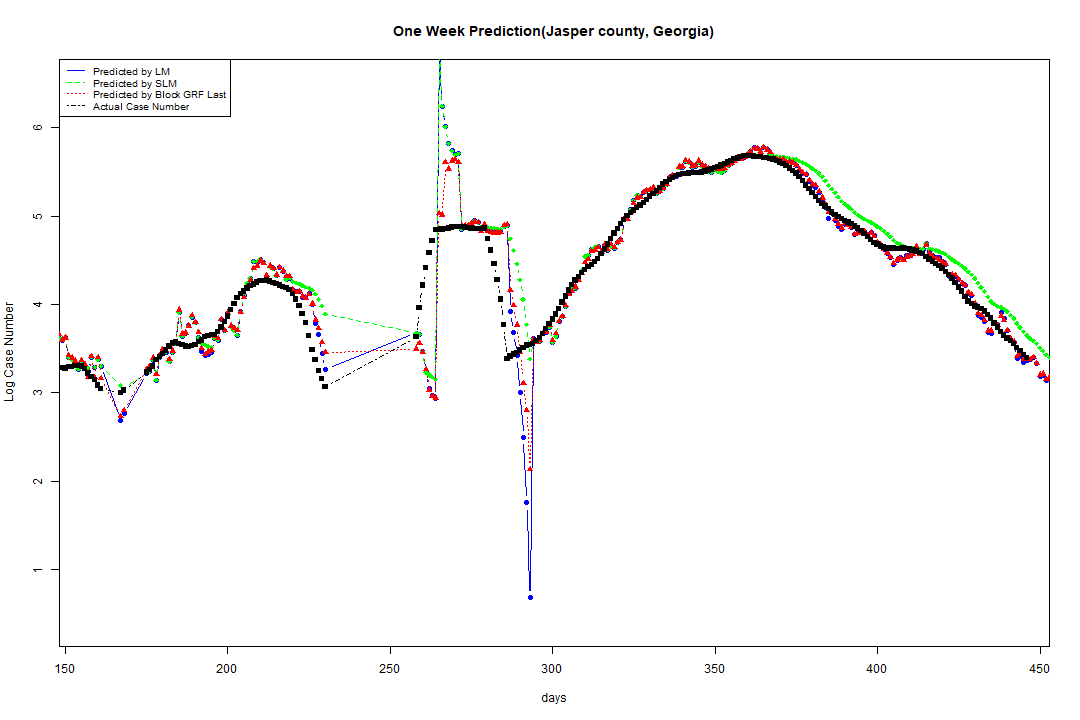 One Week Prediction(Jasper county, Georgia)
Predicted by LM
Predicted by SLM
Predicted by Block GRF Last
Actual Case Number
Log Case Number
6
5
4
3
2
1
150 200 250 300 350 400 450
days